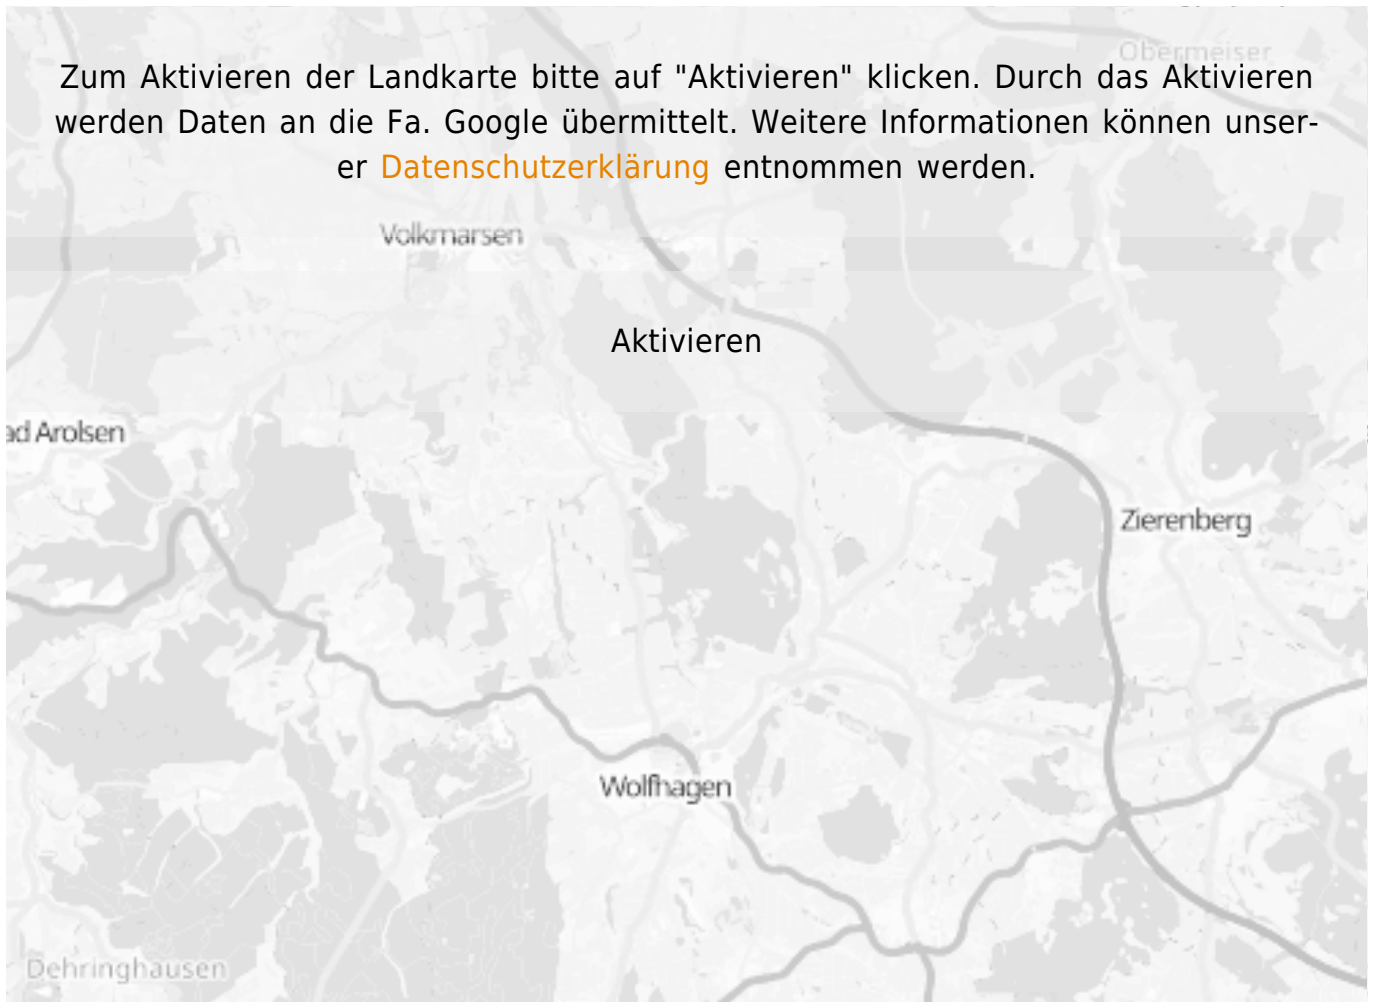 Obermeiser
Zum Aktivieren der Landkarte bitte auf "Aktivieren" klicken. Durch das Aktivieren
werden Daten an die Fa. Google übermittelt. Weitere Informationen können unser-
er Datenschutzerklärung entnommen werden.
Volkmarsen
Aktivieren
ad Arolsen
Zierenberg
Wolfhagen
Dehringhausen